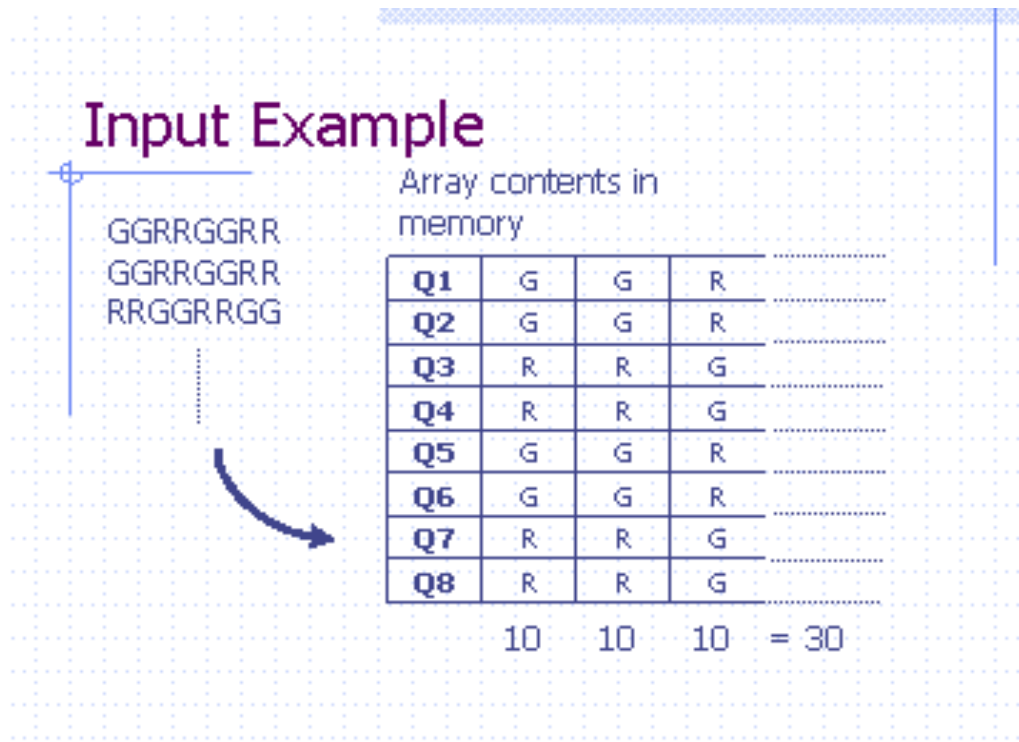 Input Example
GGRRGGRR
GGRRGGRR
RRGGRRGG
Array contents in
memory
Q1 G G R
Q2 G G R
Q3 R R G
Q4 R R G
Q5 G G R
Q6 G G R
Q7 R R G
Q8 R R G
10 10 10 = 30